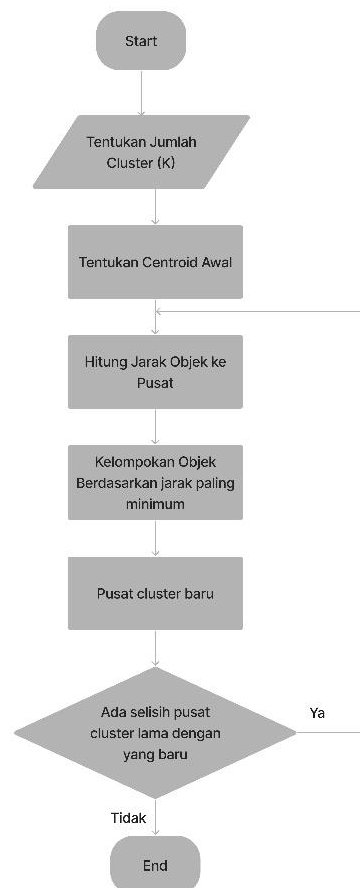 Start
Tentukan Jumlah
Cluster (K)
Tentukan Centroid Awal
Hitung Jarak Objek ke
Pusat
Kelompokan Objek
Berdasarkan jarak paling
minimum
Pusat cluster baru
Ada selisih pusat
cluster lama dengan
yang baru
Ya
Tidak
End